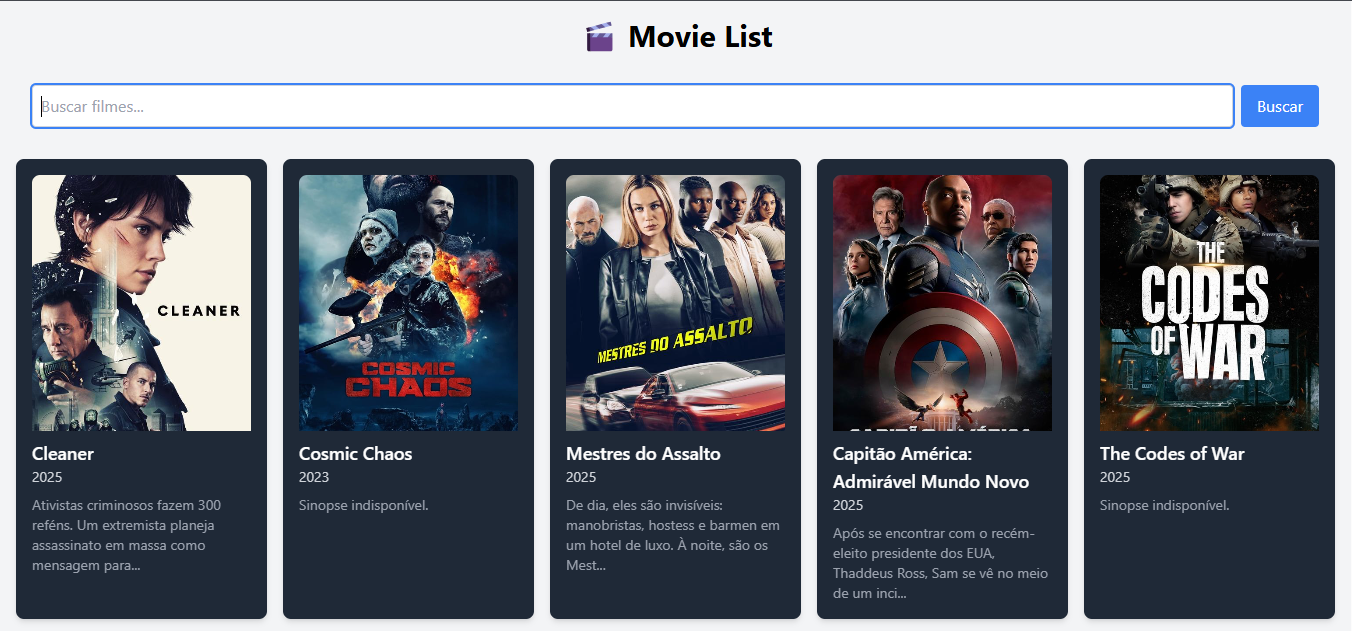 Movie List
Buscar filmes...
Buscar
CLEANER
Cleaner
2025
Ativistas criminosos fazem 300
reféns. Um extremista planeja
assassinato em massa como
mensagem para...
COSMIC
CHAOS
Cosmic Chaos
2023
Sinopse indisponível.
MESTRES DO ASSALTO
Mestres do Assalto
2025
De dia, eles são invisíveis:
manobristas, hostess e barmen em
um hotel de luxo. À noite, são os
Mest...
CAPITÃO AMÉRICA
Capitão América:
Admirável Mundo Novo
2025
Após se encontrar com o recém-
eleito presidente dos EUA,
Thaddeus Ross, Sam se vê no meio
de um inci...
THE
CODES
OF WAR
The Codes of War
2025
Sinopse indisponível.